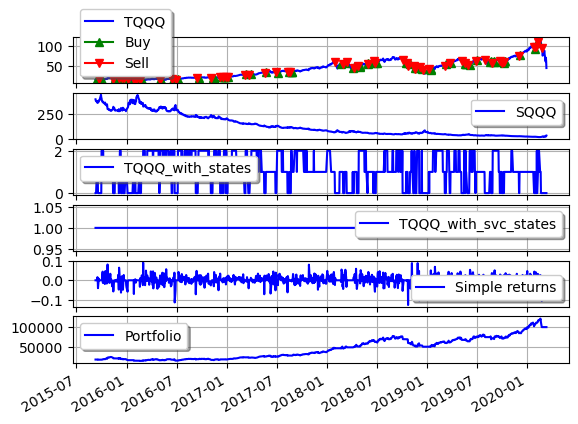 TQQQ
Buy
Sell
100
50
SQQQ
250
0
TQQQ_with_states
2
0
TQQQ_with_svc_states
1.05
1.00
0.95
Simple returns
0.1
0.0
−0.1
Portfolio
100000
50000
2015-07 2016-01 2016-07 2017-01 2017-07 2018-01 2018-07 2019-01 2019-07 2020-01